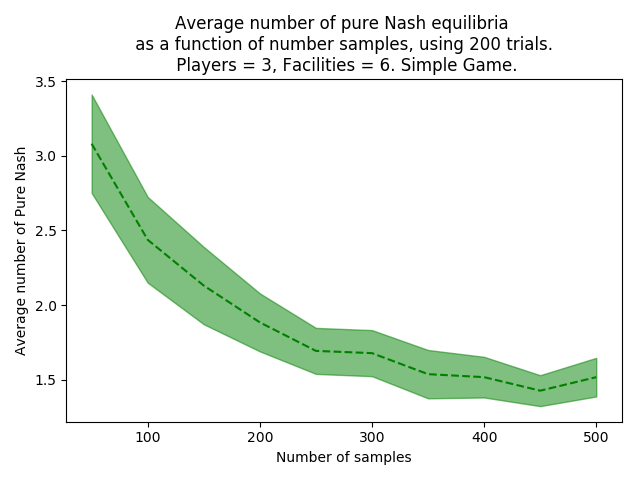 Average number of pure Nash equilibria
as a function of number samples, using 200 trials.
Players = 3, Facilities = 6. Simple Game.
3.5
3.0
2.5
2.0
1.5
Average number of Pure Nash
100 200 300 400 500
Number of samples